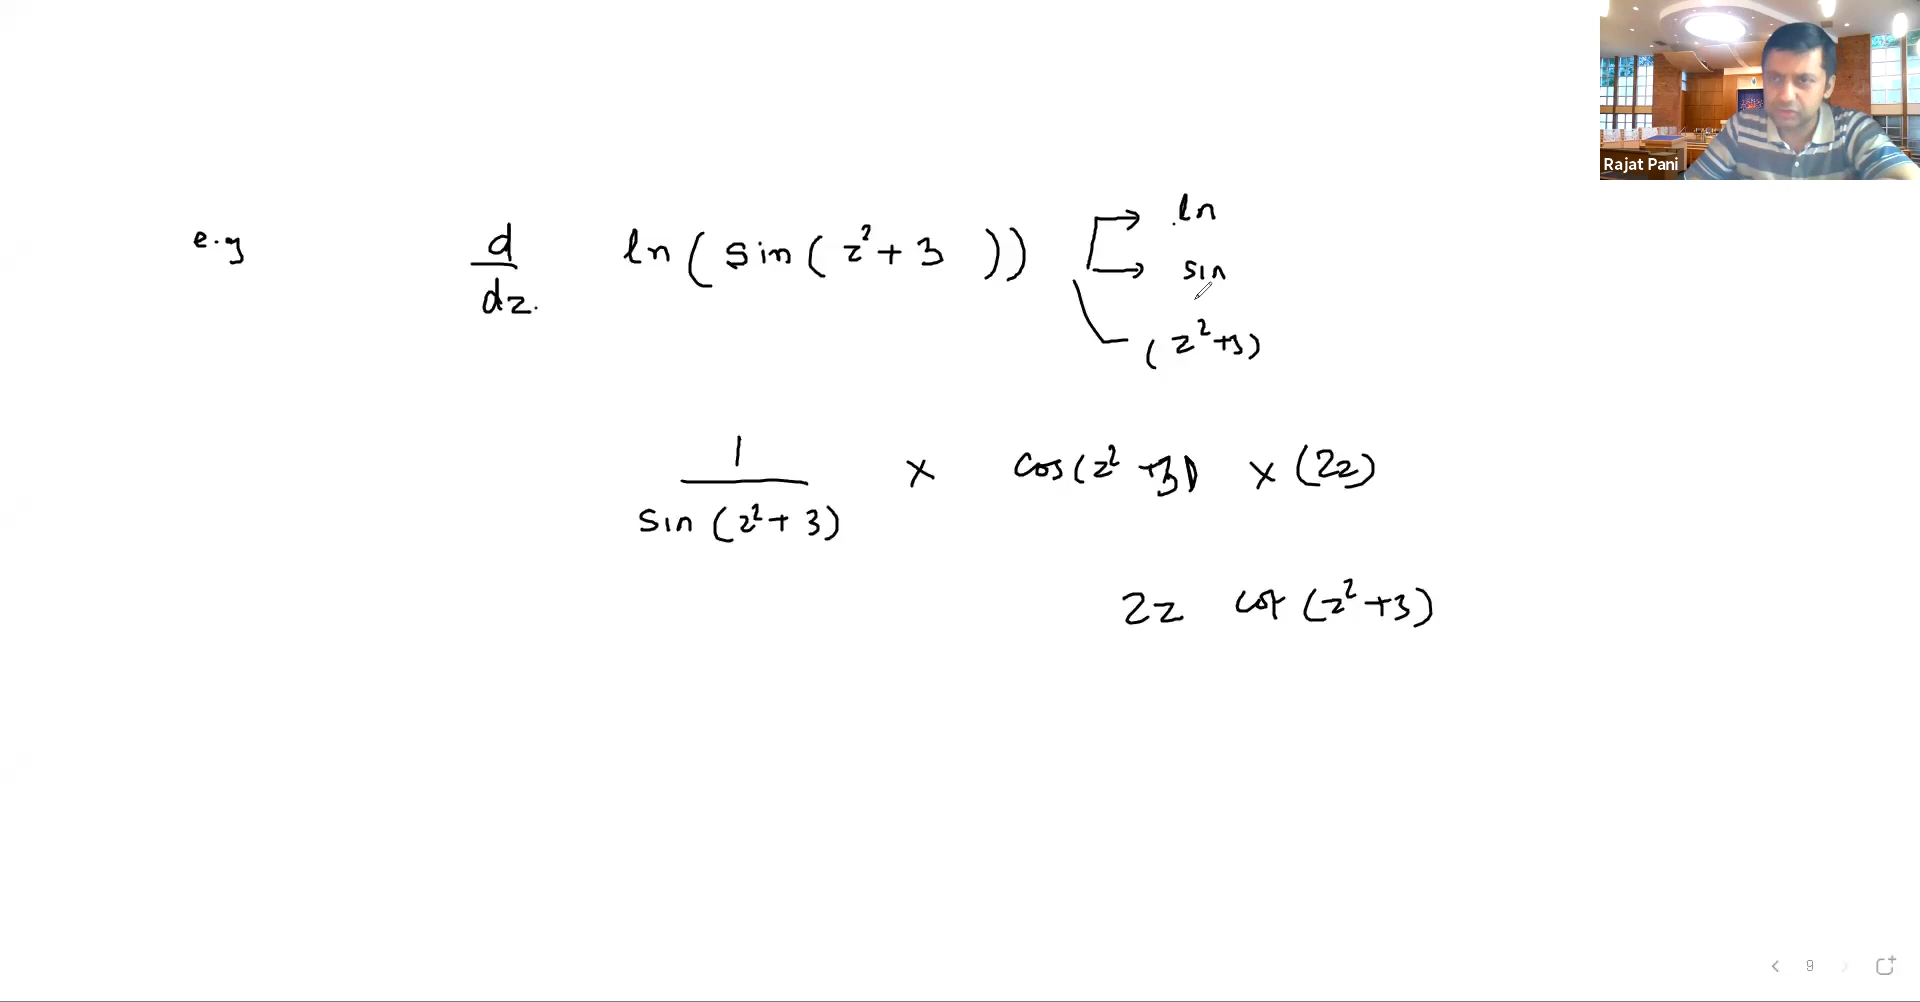 Rajat Pani
e.g d/dz. ln(sin(z²+3)) ln
sin
(z²+3)
1/sin(z²+3) × cos(z²+3) × (2z)
2z cot(z²+3)
9